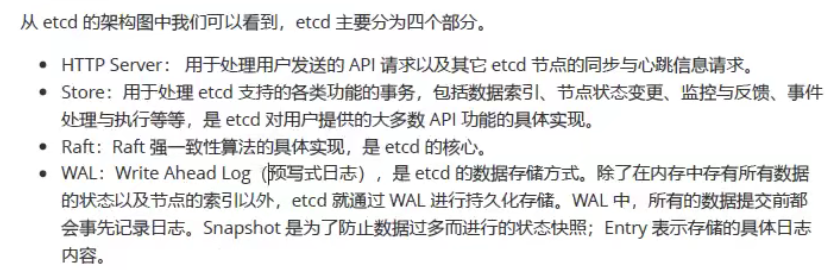 从 etcd 的架构图中我们可以看到，etcd 主要分为四个部分。
• HTTP Server： 用于处理用户发送的 API 请求以及其它 etcd 节点的同步与心跳信息请求。
• Store：用于处理 etcd 支持的各类功能的事务，包括数据索引、节点状态变更、监控与反馈、事件
处理与执行等等，是 etcd 对用户提供的大多数 API 功能的具体实现。
• Raft：Raft 强一致性算法的具体实现，是 etcd 的核心。
• WAL：Write Ahead Log（预写式日志），是 etcd 的数据存储方式。除了在内存中存有所有数据
的状态以及节点的索引以外，etcd 就通过 WAL 进行持久化存储。WAL 中，所有的数据提交前都
会事先记录日志。Snapshot 是为了防止数据过多而进行的状态快照；Entry 表示存储的具体日志
内容。